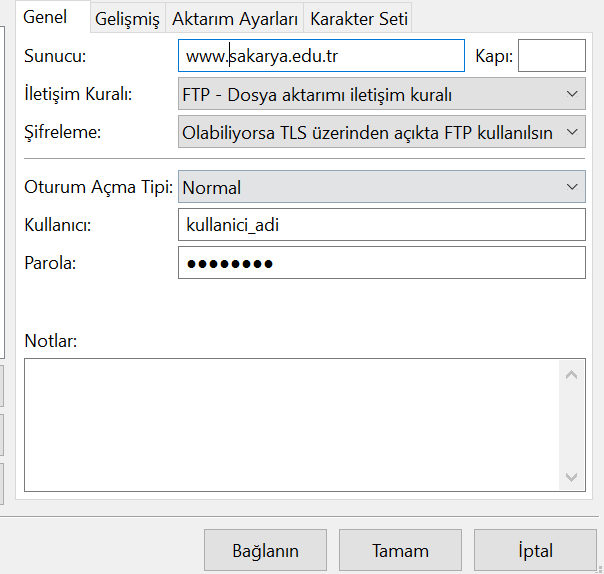 Genel Gelişmiş Aktarım Ayarları Karakter Seti
Sunucu: www.sakarya.edu.tr Kapı:
İletişim Kuralı: FTP - Dosya aktarımı iletişim kuralı
Şifreleme: Olabiliyorsa TLS üzerinden açıkta FTP kullanılsın
Oturum Açma Tipi: Normal
Kullanıcı: kullanici_adi
Parola: ●●●●●●●●
Notlar:
Bağlanın Tamam İptal